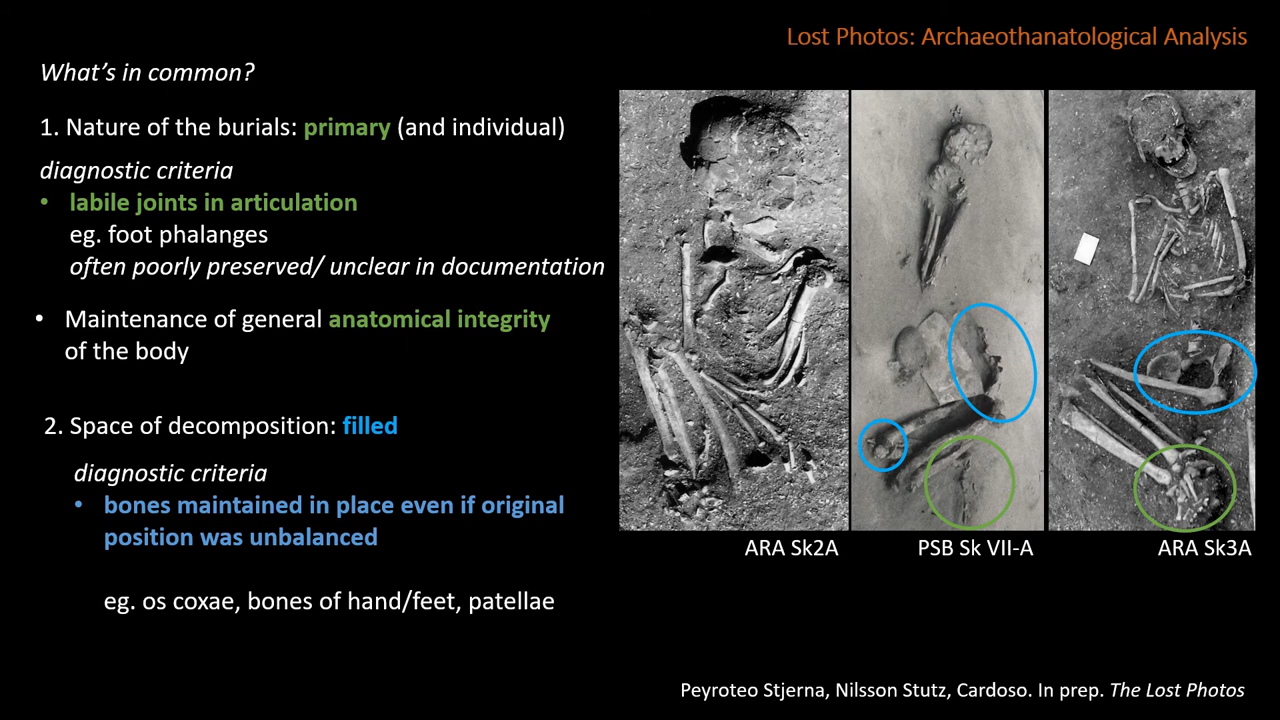 Lost Photos: Archaeothanatological Analysis
What's in common?
1. Nature of the burials: primary (and individual)
diagnostic criteria
• labile joints in articulation
eg. foot phalanges
often poorly preserved/ unclear in documentation
• Maintenance of general anatomical integrity
of the body
2. Space of decomposition: filled
diagnostic criteria
• bones maintained in place even if original
position was unbalanced
eg. os coxae, bones of hand/feet, patellae
ARA Sk2A
PSB Sk VII-A
ARA Sk3A
Peyroteo Stjerna, Nilsson Stutz, Cardoso. In prep. The Lost Photos